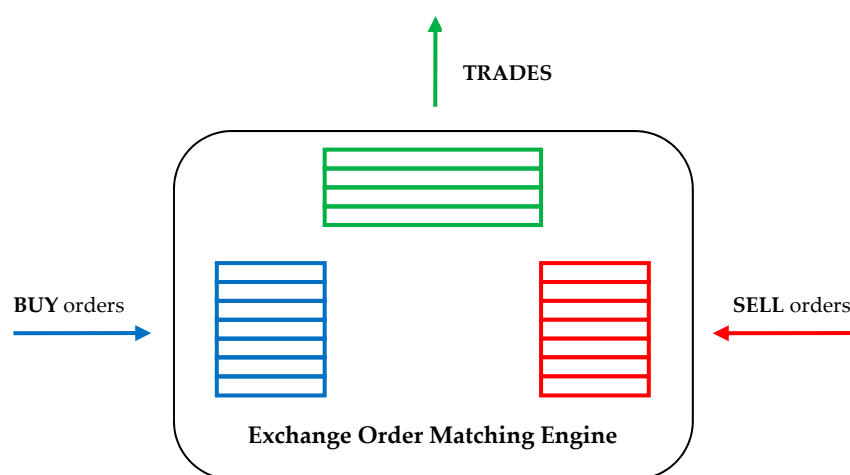 TRADES
BUY orders
SELL orders
Exchange Order Matching Engine